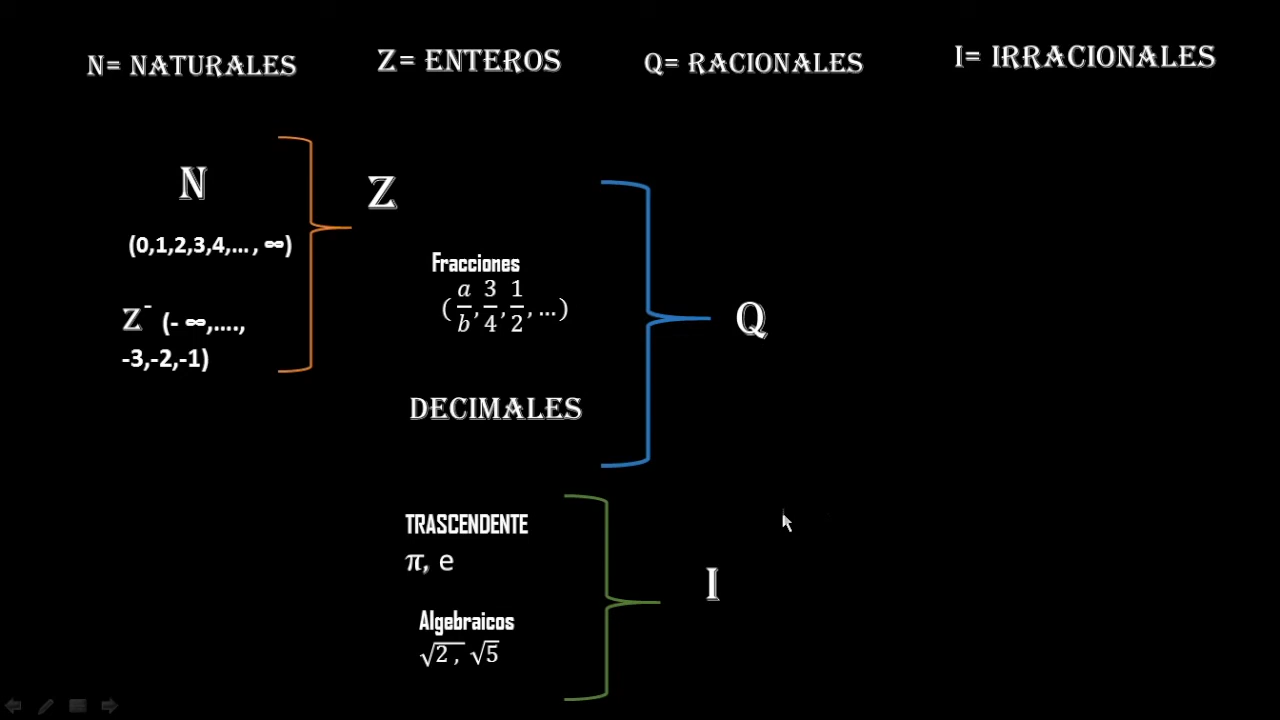 N= NATURALES
Z= ENTEROS
Q= RACIONALES
I= IRRACIONALES
N
(0,1,2,3,4,... , ∞)
Z⁻ (- ∞,....,
-3,-2,-1)
Z
Fracciones
( a/b, 3/4, 1/2, ...)
DECIMALES
Q
TRASCENDENTE
π, e
Algebraicos
√2 , √5
I